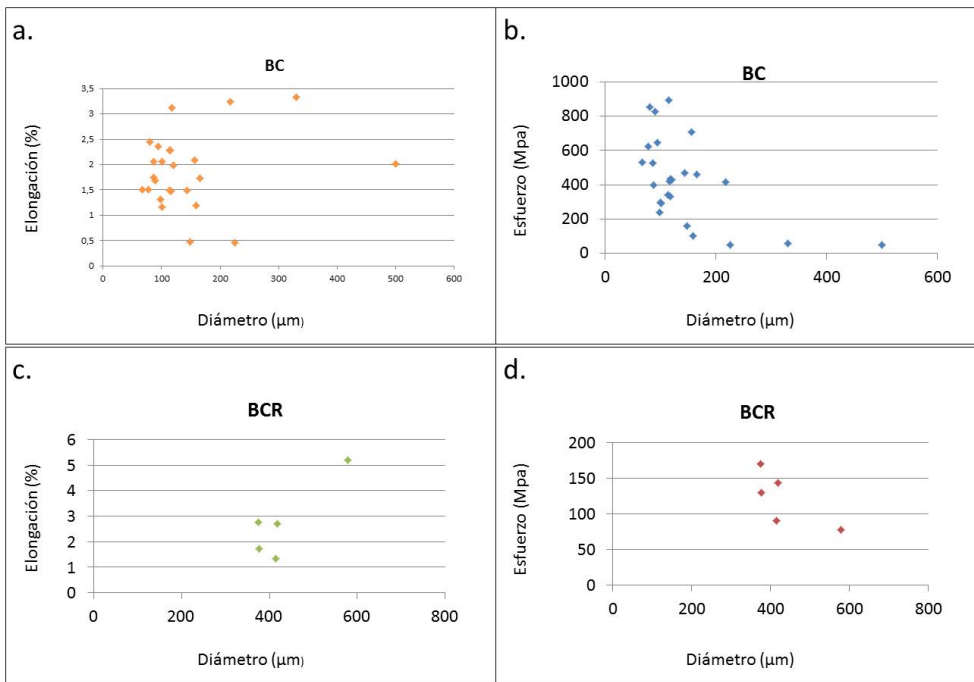 a.
BC
3,5
3
2,5
2
1,5
1
0,5
0
0 100 200 300 400 500 600
Elongación (%)
Diámetro (µm)
b.
BC
1000
800
600
400
200
0
0 200 400 600
Esfuerzo (Mpa)
Diámetro (µm)
c.
BCR
6
5
4
3
2
1
0
0 200 400 600 800
Elongación (%)
Diámetro (µm)
d.
BCR
200
150
100
50
0
0 200 400 600 800
Esfuerzo (Mpa)
Diámetro (µm)